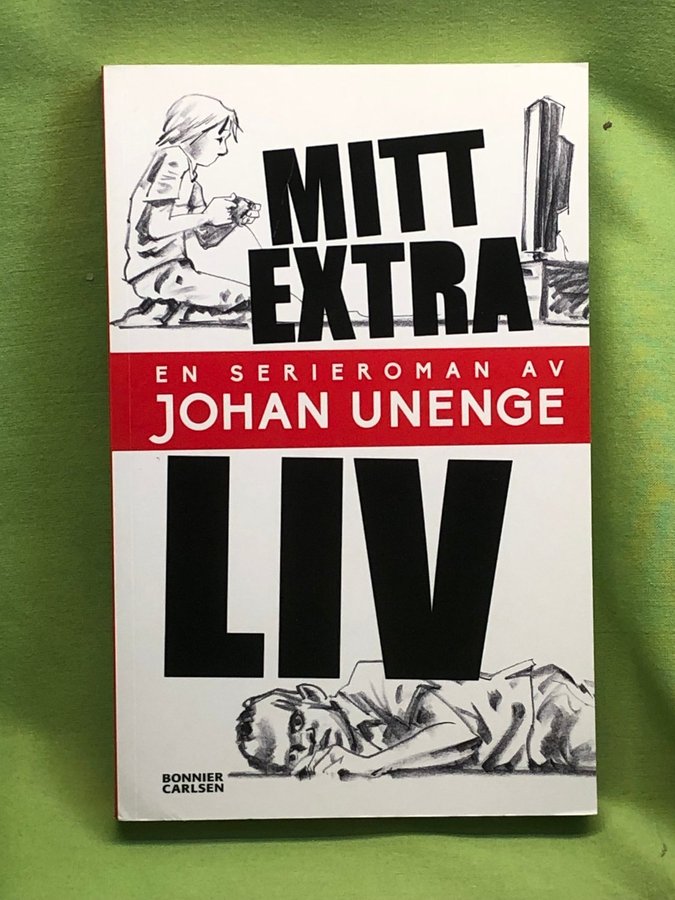 MITT
EXTRA
EN SERIEROMAN AV
JOHAN UNENGE
LIV
BONNIER
CARLSEN